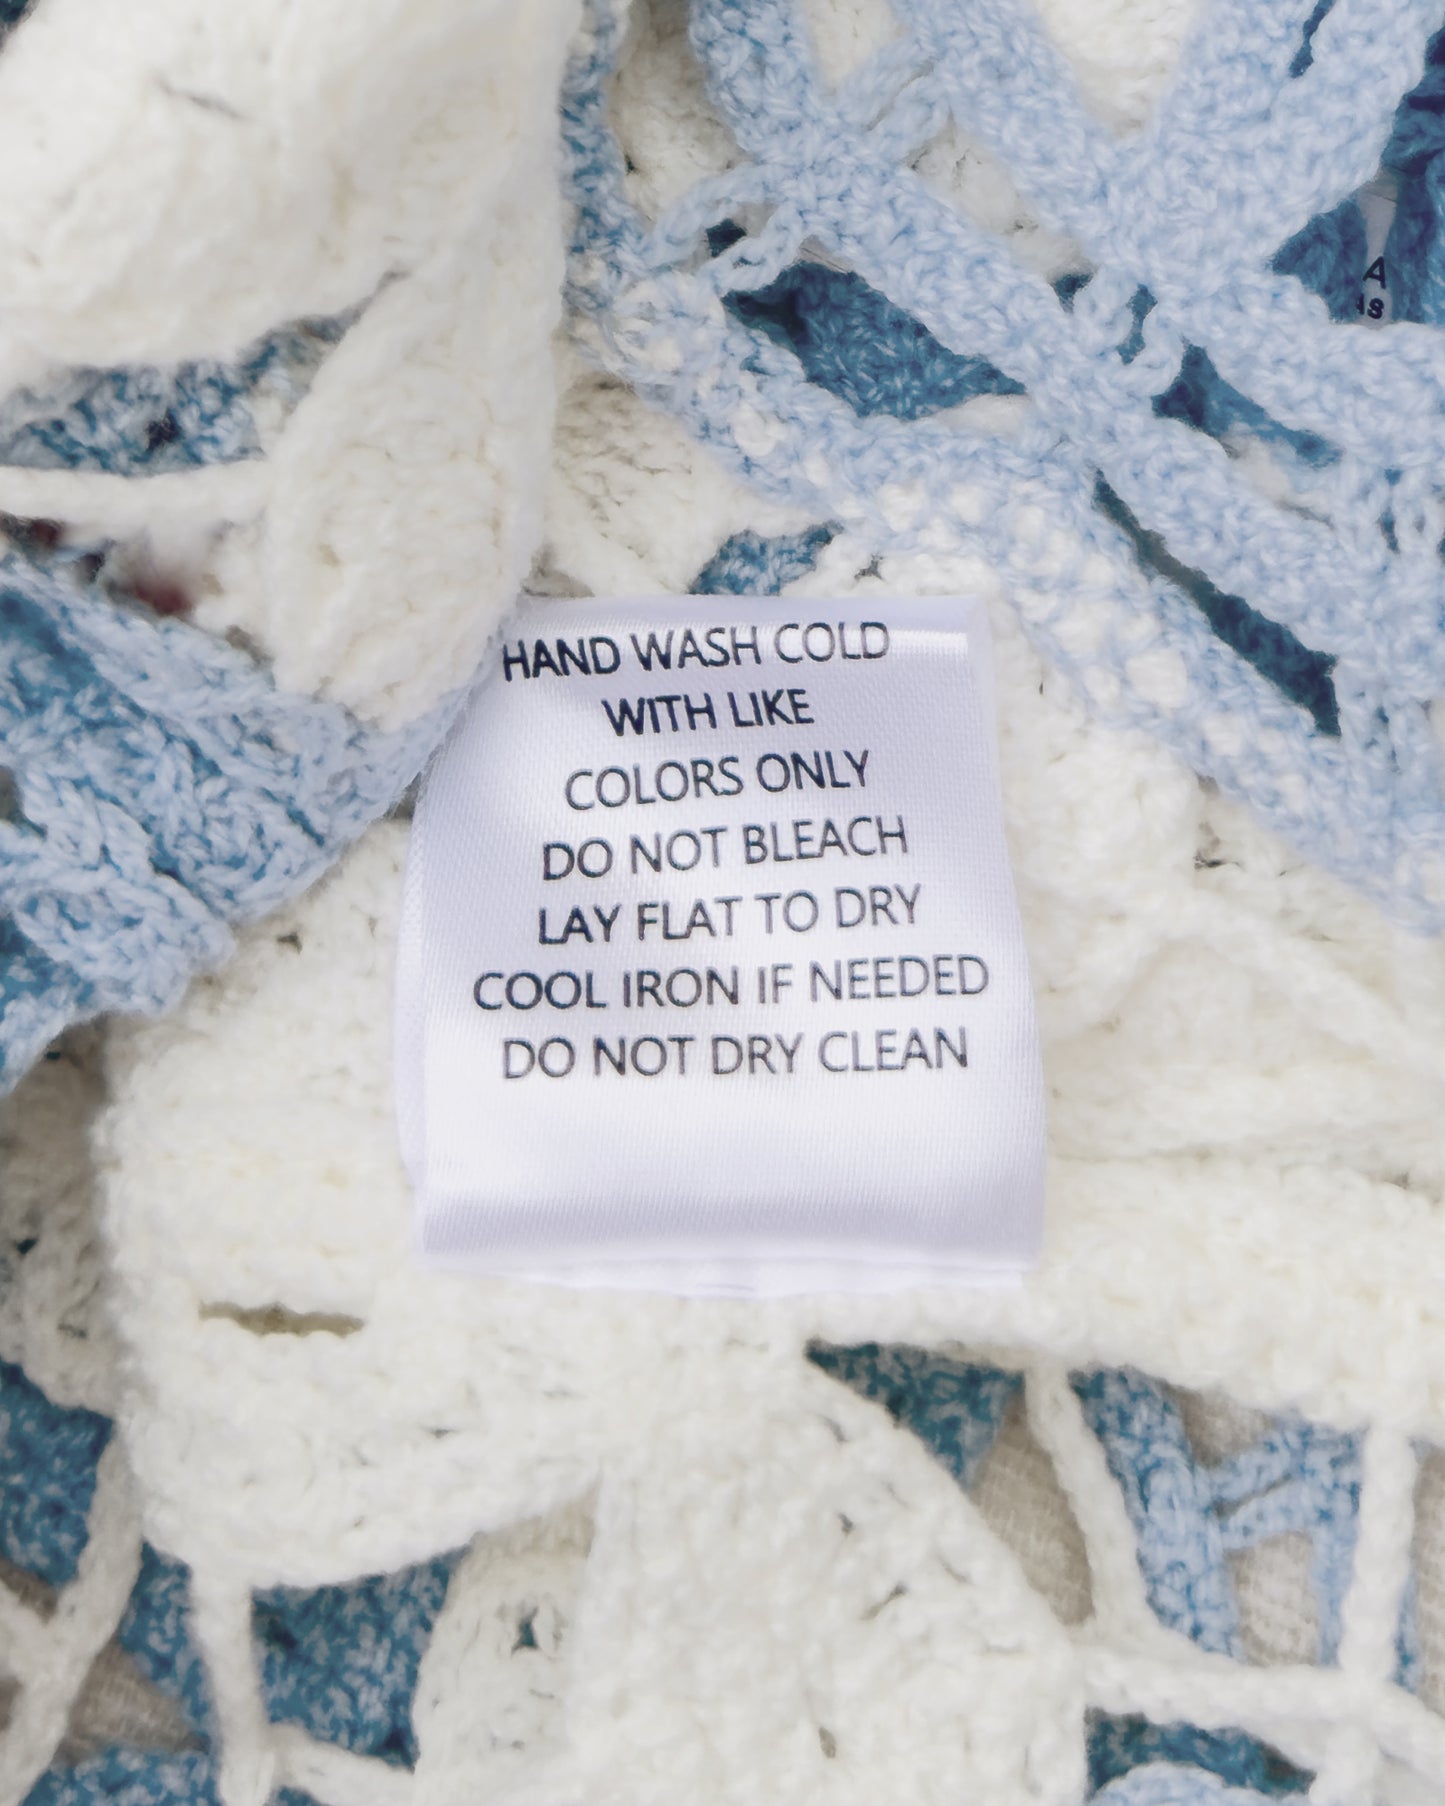 HAND WASH COLD
WITH LIKE
COLORS ONLY
DO NOT BLEACH
LAY FLAT TO DRY
COOL IRON IF NEEDED
DO NOT DRY CLEAN